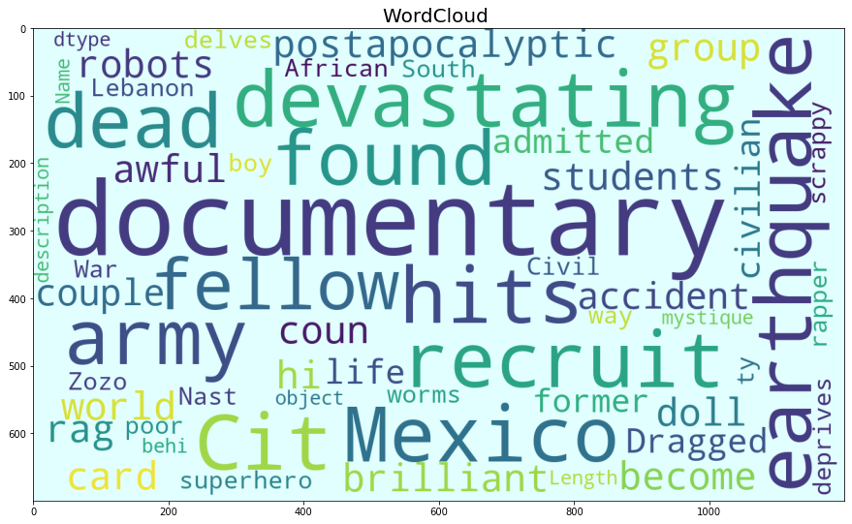 WordCloud
0
dtype
delves
postapocalyptic
group
robots
African
South
Name
Lebanon
100
devastating
dead
earthquake
scrappy
found
admitted
civilian
awful
boy
students
200
description
documentary
300
War
Civil
couple
fellow
hits
accident
400
way
mystique
rapper
army
coun
recruit
500
Zozo
hi
life
ty
Nast
object
worms
former
world
doll
deprives
rag
poor
Cit
Mexico
Dragged
behi
600
card
superhero
brilliant
Length
become
0
200
400
600
800
1000